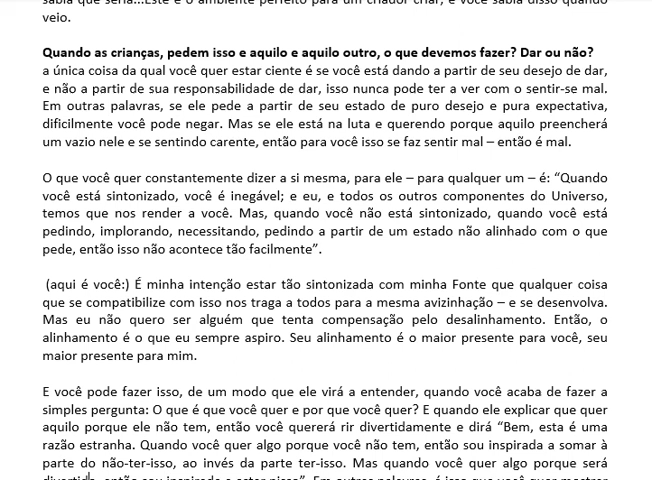 sabia que seria...Este é o ambiente perfeito para um criador criar, e você sabia disso quando
veio.
Quando as crianças, pedem isso e aquilo e aquilo outro, o que devemos fazer? Dar ou não?
a única coisa da qual você quer estar ciente é se você está dando a partir de seu desejo de dar,
e não a partir de sua responsabilidade de dar, isso nunca pode ter a ver com o sentir-se mal.
Em outras palavras, se ele pede a partir de seu estado de puro desejo e pura expectativa,
dificilmente você pode negar. Mas se ele está na luta e querendo porque aquilo preencherá
um vazio nele e se sentindo carente, então para você isso se faz sentir mal – então é mal.
O que você quer constantemente dizer a si mesma, para ele – para qualquer um – é: “Quando
você está sintonizado, você é inegável; e eu, e todos os outros componentes do Universo,
temos que nos render a você. Mas, quando você não está sintonizado, quando você está
pedindo, implorando, necessitando, pedindo a partir de um estado não alinhado com o que
pede, então isso não acontece tão facilmente”.
(aqui é você:) É minha intenção estar tão sintonizada com minha Fonte que qualquer coisa
que se compatibilize com isso nos traga a todos para a mesma avizinhação – e se desenvolva.
Mas eu não quero ser alguém que tenta compensação pelo desalinhamento. Então, o
alinhamento é o que eu sempre aspiro. Seu alinhamento é o maior presente para você, seu
maior presente para mim.
E você pode fazer isso, de um modo que ele virá a entender, quando você acaba de fazer a
simples pergunta: O que é que você quer e por que você quer? E quando ele explicar que quer
aquilo porque ele não tem, então você quererá rir divertidamente e dirá “Bem, esta é uma
razão estranha. Quando você quer algo porque você não tem, então sou inspirada a somar à
parte do não-ter-isso, ao invés da parte ter-isso. Mas quando você quer algo porque será
divertido, então sou inspirada a estar nisso”. Em outras palavras, é isso que você quer mostrar